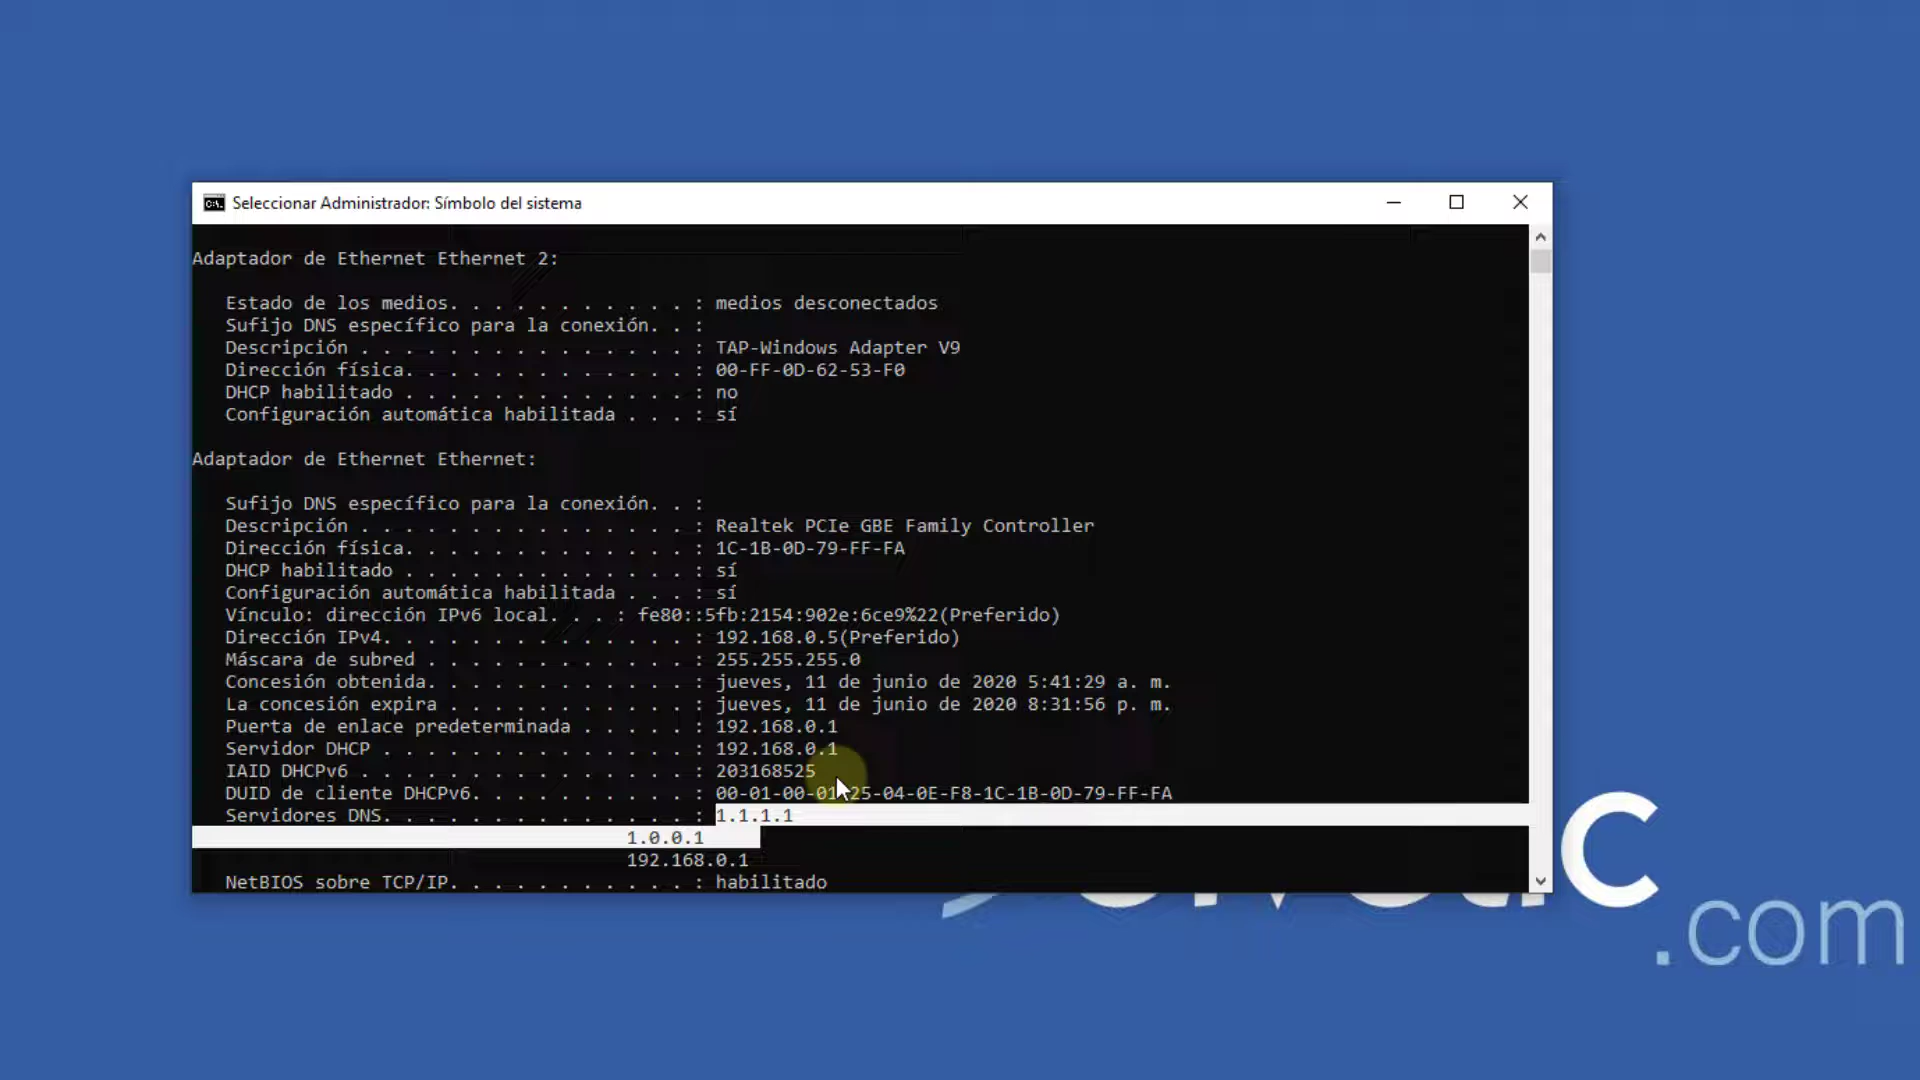 Seleccionar Administrador: Símbolo del sistema
Adaptador de Ethernet Ethernet 2:
Estado de los medios. . . . . . . . . . . : medios desconectados
Sufijo DNS específico para la conexión. . :
Descripción . . . . . . . . . . . . . . . : TAP-Windows Adapter V9
Dirección física. . . . . . . . . . . . . : 00-FF-0D-62-53-F0
DHCP habilitado . . . . . . . . . . . . . : no
Configuración automática habilitada . . . : sí
Adaptador de Ethernet Ethernet:
Sufijo DNS específico para la conexión. . :
Descripción . . . . . . . . . . . . . . . : Realtek PCIe GBE Family Controller
Dirección física. . . . . . . . . . . . . : 1C-1B-0D-79-FF-FA
DHCP habilitado . . . . . . . . . . . . . : sí
Configuración automática habilitada . . . : sí
Vínculo: dirección IPv6 local. . . : fe80::5fb:2154:902e:6ce9%22(Preferido)
Dirección IPv4. . . . . . . . . . . . . . : 192.168.0.5(Preferido)
Máscara de subred . . . . . . . . . . . . : 255.255.255.0
Concesión obtenida. . . . . . . . . . . . : jueves, 11 de junio de 2020 5:41:29 a. m.
La concesión expira . . . . . . . . . . . : jueves, 11 de junio de 2020 8:31:56 p. m.
Puerta de enlace predeterminada . . . . . : 192.168.0.1
Servidor DHCP . . . . . . . . . . . . . . : 192.168.0.1
IAID DHCPv6 . . . . . . . . . . . . . . . : 203168525
DUID de cliente DHCPv6. . . . . . . . . . : 00-01-00-01-25-04-0E-F8-1C-1B-0D-79-FF-FA
Servidores DNS. . . . . . . . . . . . . . : 1.1.1.1
1.0.0.1
192.168.0.1
NetBIOS sobre TCP/IP. . . . . . . . . . . : habilitado
.com